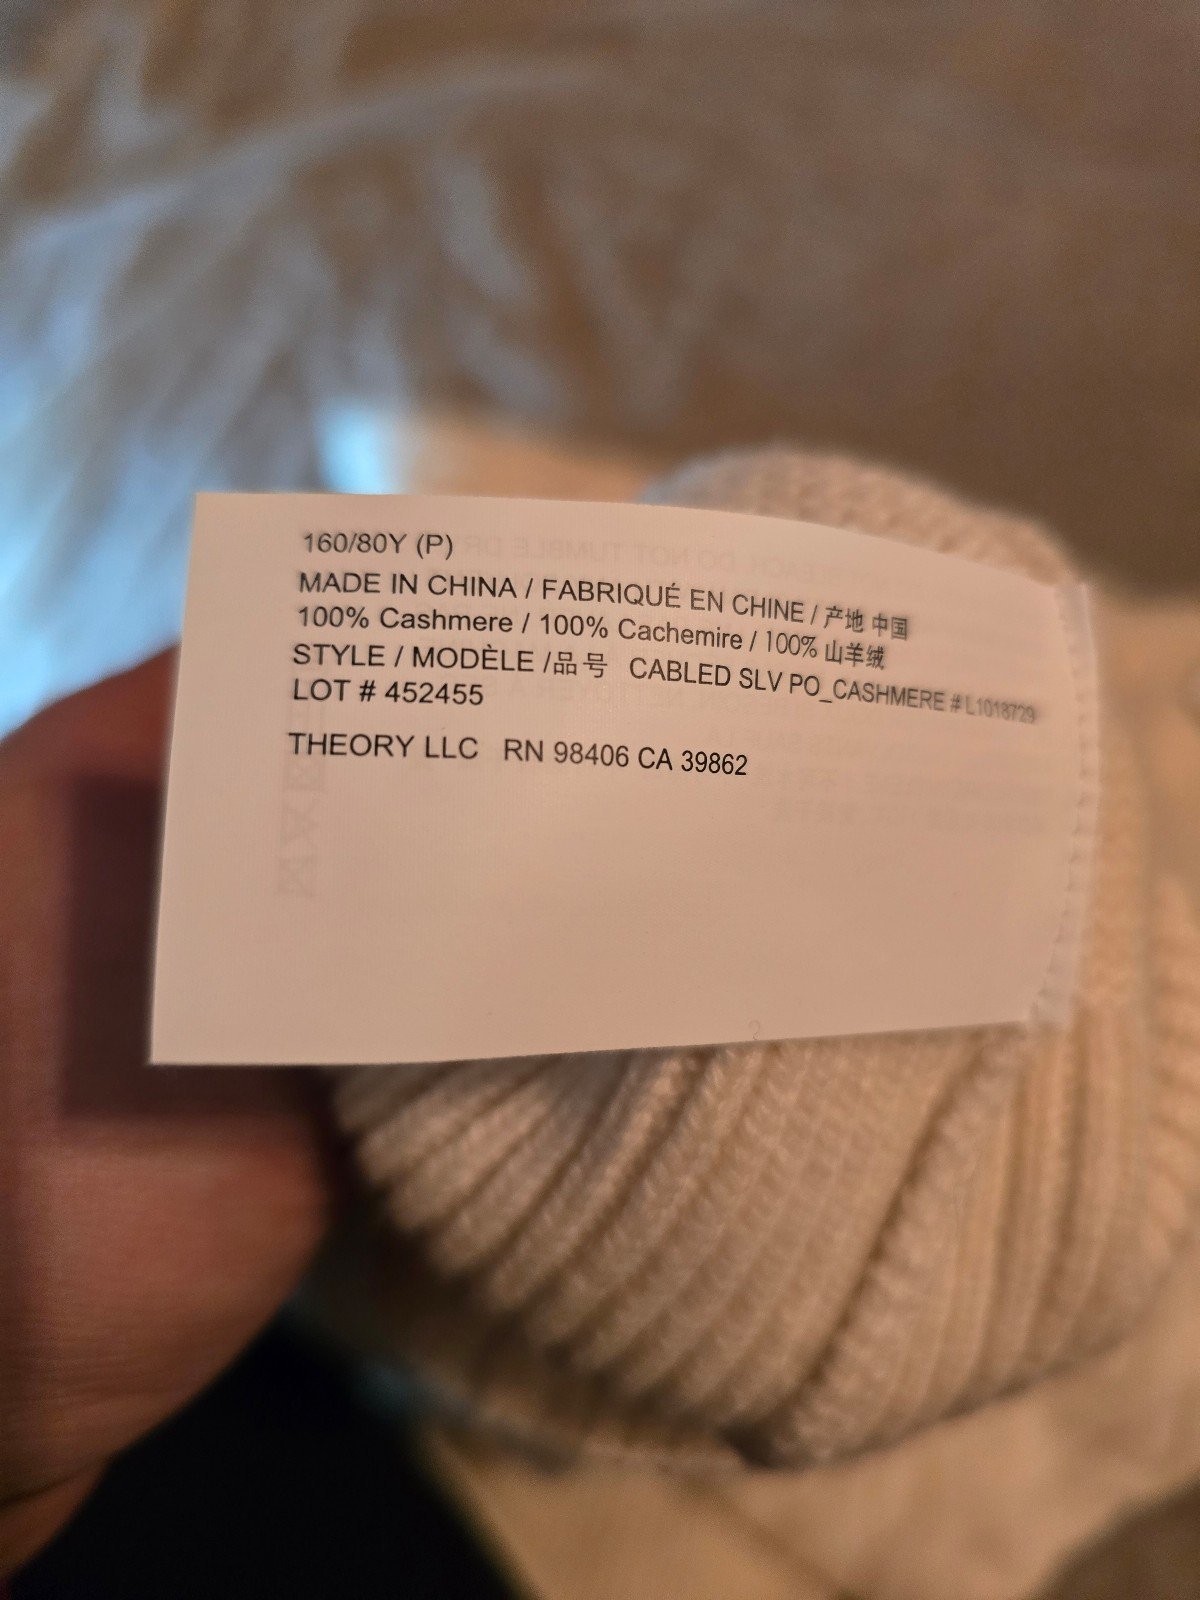 160/80Y (P)
MADE IN CHINA / FABRIQUÉ EN CHINE / 产地 中国
100% Cashmere / 100% Cachemire / 100% 山羊绒
STYLE / MODÈLE /品号 CABLED SLV PO_CASHMERE # L1018729
LOT # 452455
THEORY LLC RN 98406 CA 39862